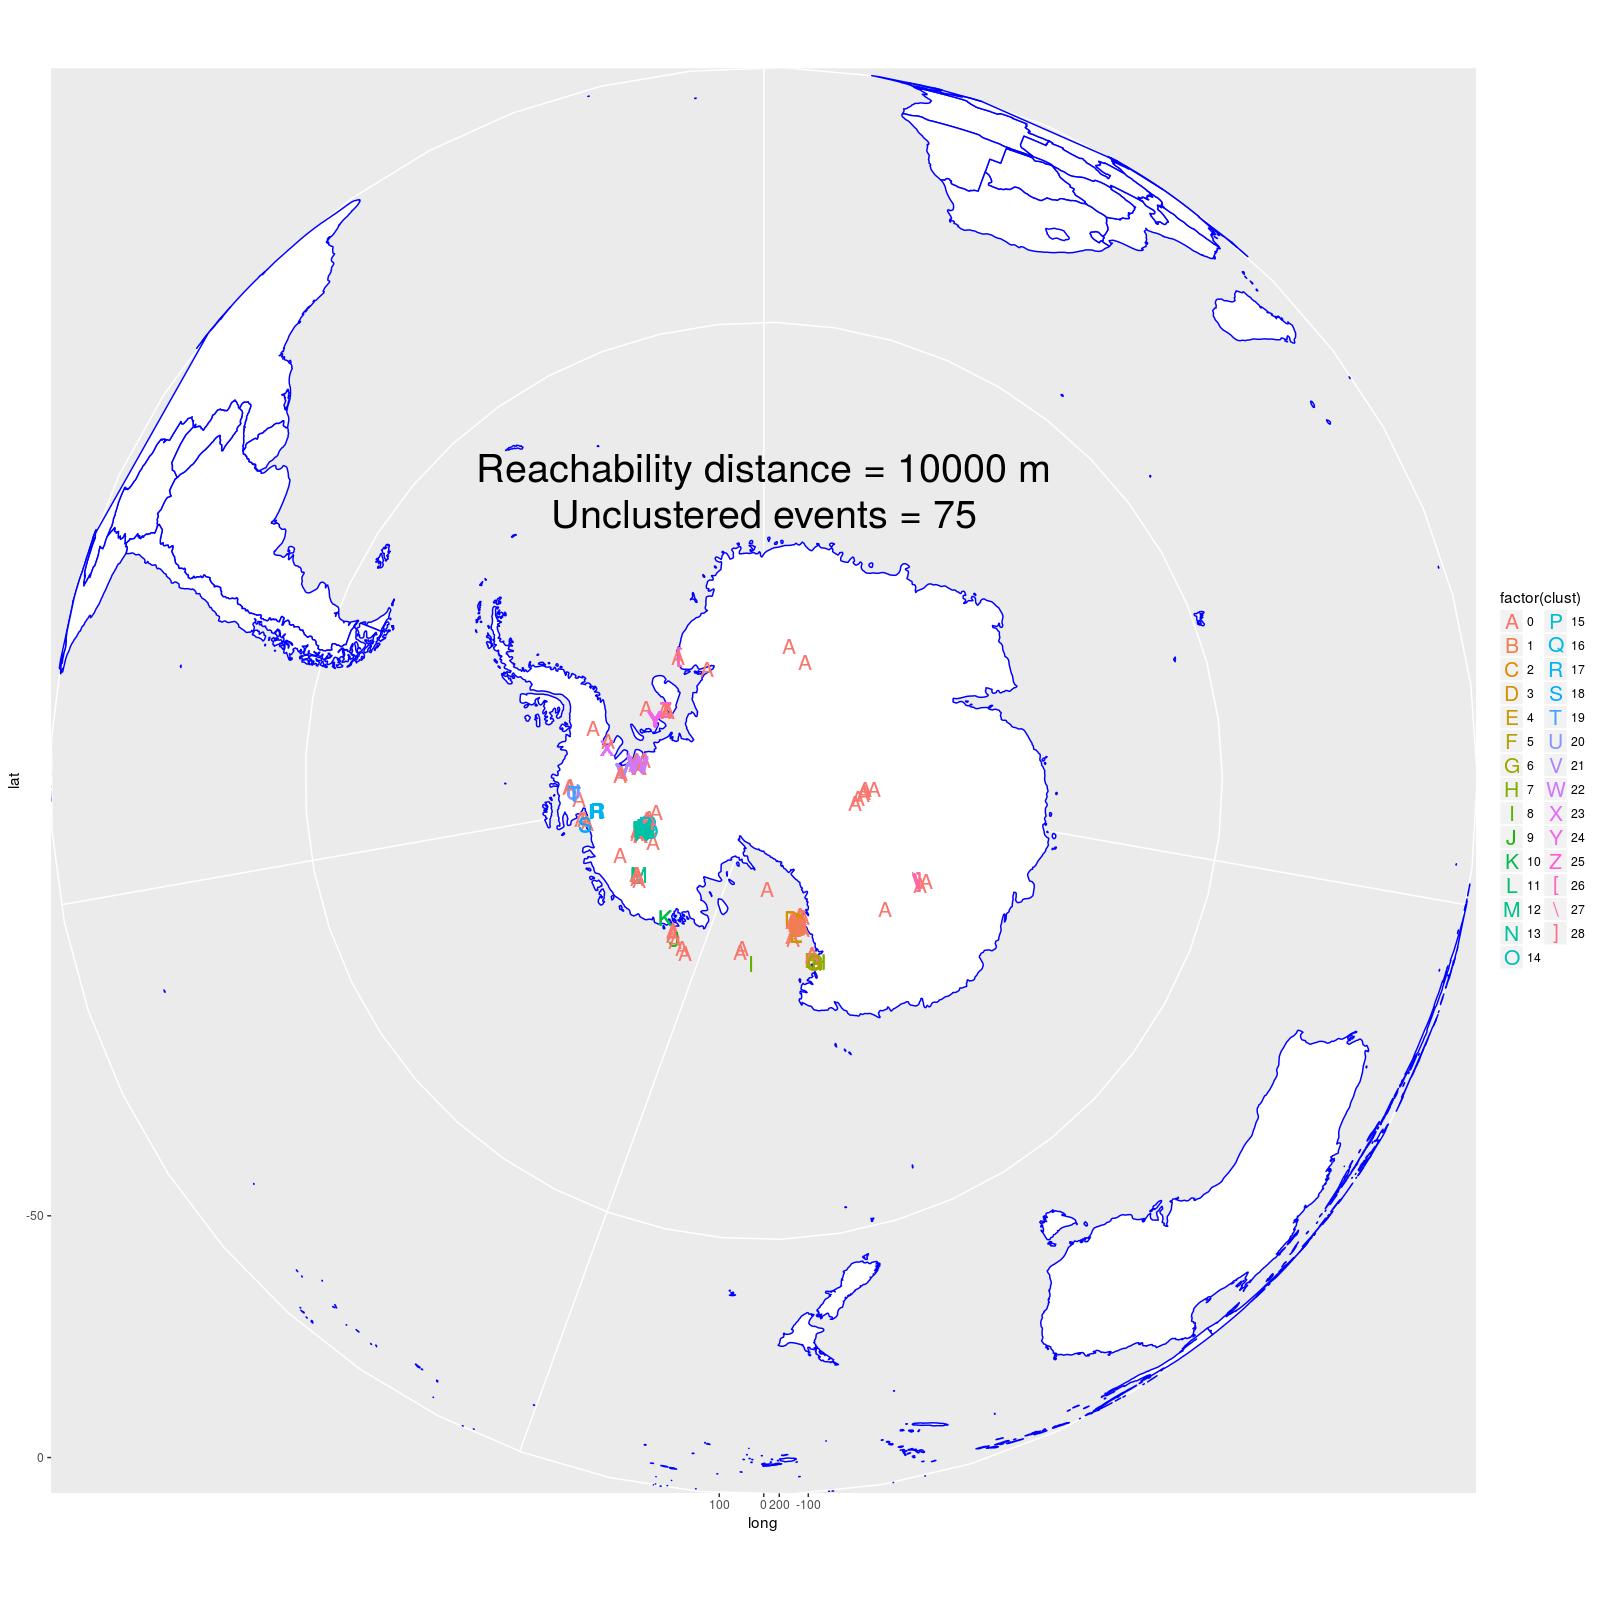 Reachability distance = 10000 m
Unclustered events = 75
lat
-50
0
100 0 200 -100
long
factor(clust)
A 0 P 15
B 1 Q 16
C 2 R 17
D 3 S 18
E 4 T 19
F 5 U 20
G 6 V 21
H 7 W 22
I 8 X 23
J 9 Y 24
K 10 Z 25
L 11 [ 26
M 12 \ 27
N 13 ] 28
O 14